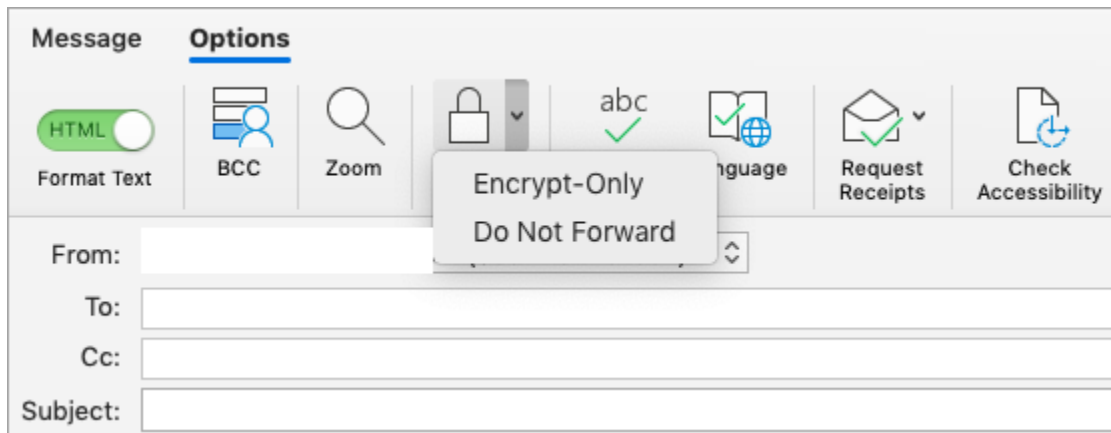 Message Options
HTML
abc
Format Text BCC Zoom nguage Request Receipts Check Accessibility
Encrypt-Only
Do Not Forward
From:
To:
Cc:
Subject: